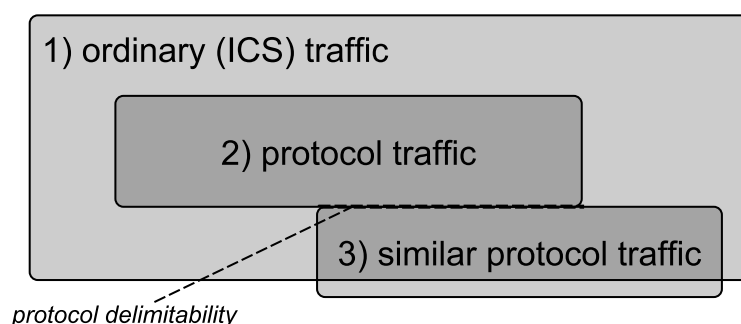 1) ordinary (ICS) traffic
2) protocol traffic
3) similar protocol traffic
protocol delimitability